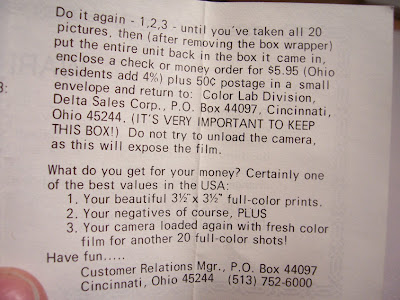 Do it again - 1,2,3 - until you've taken all 20
pictures, then (after removing the box wrapper)
put the entire unit back in the box it came in,
enclose a check or money order for $5.95 (Ohio
residents add 4%) plus 50¢ postage in a small
envelope and return to: Color Lab Division,
Delta Sales Corp., P.O. Box 44097, Cincinnati,
Ohio 45244. (IT'S VERY IMPORTANT TO KEEP
THIS BOX!) Do not try to unload the camera,
as this will expose the film.
What do you get for your money? Certainly one
of the best values in the USA:
1. Your beautiful 3½"x 3½" full-color prints.
2. Your negatives of course, PLUS
3. Your camera loaded again with fresh color
film for another 20 full-color shots!
Have fun.....
Customer Relations Mgr., P.O. Box 44097
Cincinnati, Ohio 45244 (513) 752-6000